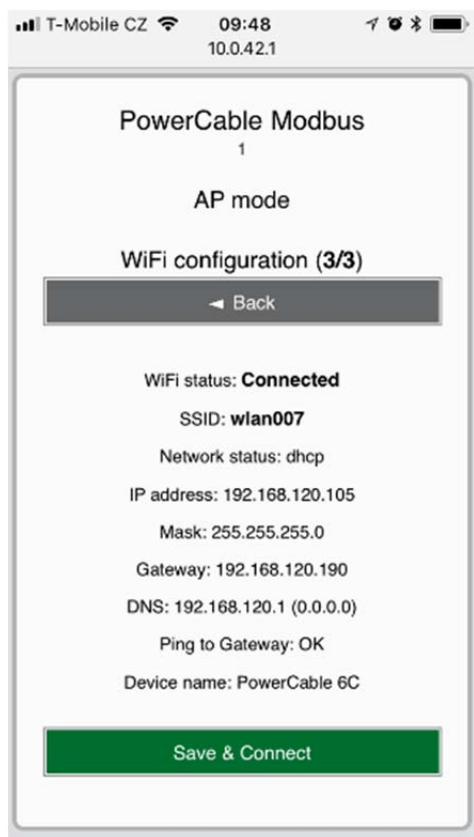 T-Mobile CZ 09:48
10.0.42.1
PowerCable Modbus
1
AP mode
WiFi configuration (3/3)
◄ Back
WiFi status: Connected
SSID: wlan007
Network status: dhcp
IP address: 192.168.120.105
Mask: 255.255.255.0
Gateway: 192.168.120.190
DNS: 192.168.120.1 (0.0.0.0)
Ping to Gateway: OK
Device name: PowerCable 6C
Save & Connect